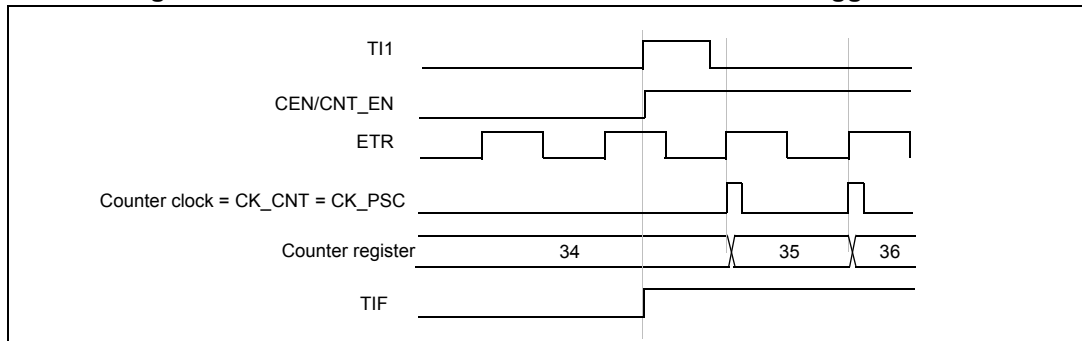 TI1
CEN/CNT_EN
ETR
Counter clock = CK_CNT = CK_PSC
Counter register 34 35 36
TIF